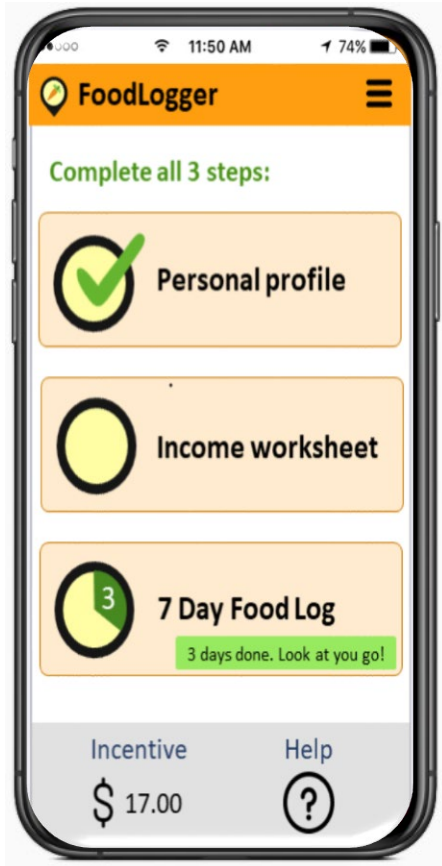 11:50 AM 74%
FoodLogger
Complete all 3 steps:
Personal profile
Income worksheet
3
7 Day Food Log
3 days done. Look at you go!
Incentive Help
$ 17.00 ?